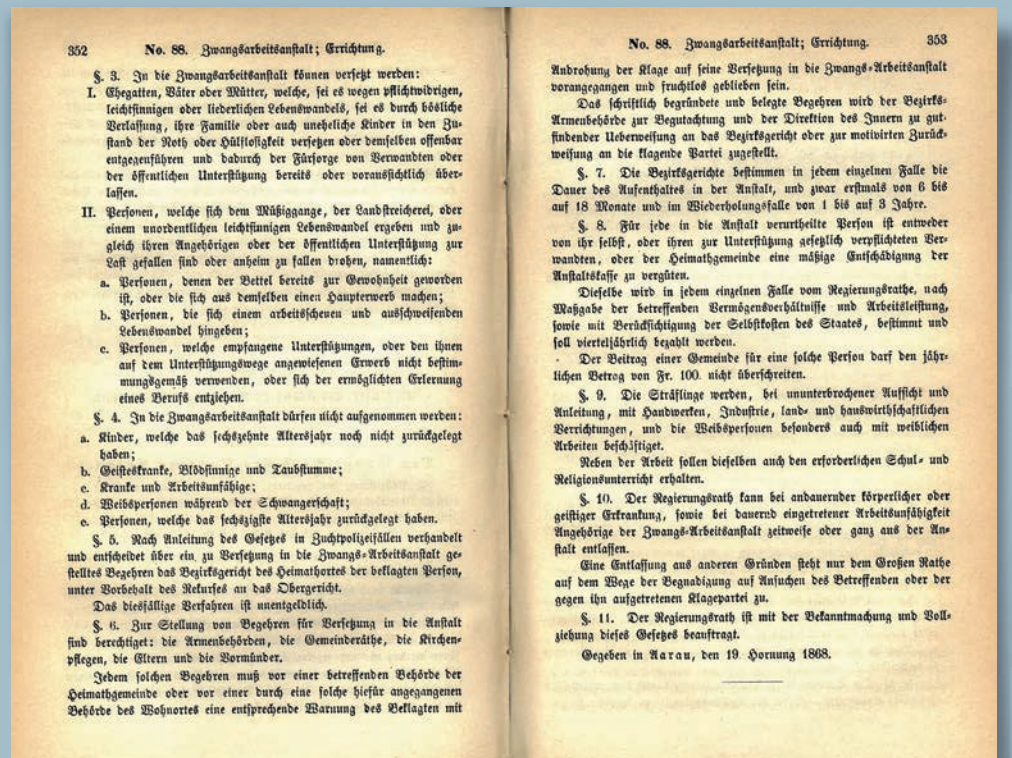 352 No. 88. Zwangsarbeitsanstalt; Errichtung.
§. 3. In die Zwangsarbeitsanstalt können versetzt werden:
I. Ehegatten, Väter oder Mütter, welche, sei es wegen pflichtwidrigen,
leichtsinnigen oder liederlichen Lebenswandels, sei es durch bösliche
Verlassung, ihre Familie oder auch uneheliche Kinder in den Zu-
stand der Noth oder Hülflosigkeit versetzen oder demselben offenbar
entgegenführen und dadurch der Fürsorge von Verwandten oder
der öffentlichen Unterstützung bereits oder voraussichtlich über-
lassen.
II. Personen, welche sich dem Müßiggange, der Landstreicherei, oder
einem unordentlichen leichtsinnigen Lebenswandel ergeben und zu-
gleich ihren Angehörigen oder der öffentlichen Unterstützung zur
Last gefallen sind oder anheim zu fallen drohen, namentlich:
a. Personen, denen der Bettel bereits zur Gewohnheit geworden
ist, oder die sich aus demselben einen Haupterwerb machen;
b. Personen, die sich einem arbeitsscheuen und ausschweifenden
Lebenswandel hingeben;
c. Personen, welche empfangene Unterstützungen, oder den ihnen
auf dem Unterstützungswege angewiesenen Erwerb nicht bestim-
mungsgemäß verwenden, oder sich der ermöglichten Erlernung
eines Berufs entziehen.
§. 4. In die Zwangsarbeitsanstalt dürfen nicht aufgenommen werden:
a. Kinder, welche das sechszehnte Altersjahr noch nicht zurückgelegt
haben;
b. Geisteskranke, Blödsinnige und Taubstumme;
c. Kranke und Arbeitsunfähige;
d. Weibspersonen während der Schwangerschaft;
e. Personen, welche das sechszigste Altersjahr zurückgelegt haben.
§. 5. Nach Anleitung des Gesetzes in Zuchtpolizeifällen verhandelt
und entscheidet über ein zu Versetzung in die Zwangs-Arbeitsanstalt ge-
stelltes Begehren das Bezirksgericht des Heimathortes der beklagten Person,
unter Vorbehalt des Rekurses an das Obergericht.
Das diesfällige Verfahren ist unentgeldlich.
§. 6. Zur Stellung von Begehren für Versetzung in die Anstalt
sind berechtiget: die Armenbehörden, die Gemeinderäthe, die Kirchen-
pflegen, die Eltern und die Vormünder.
Jedem solchen Begehren muß vor einer betreffenden Behörde der
Heimathgemeinde oder vor einer durch eine solche hiefür angegangenen
Behörde des Wohnortes eine entsprechende Warnung des Beklagten mit
No. 88. Zwangsarbeitsanstalt; Errichtung. 353
Androhung der Klage auf seine Versetzung in die Zwangs-Arbeitsanstalt
vorangegangen und fruchtlos geblieben sein.
Das schriftlich begründete und belegte Begehren wird der Bezirks-
Armenbehörde zur Begutachtung und der Direktion des Innern zu gut-
findender Ueberweisung an das Bezirksgericht oder zur motivirten Zurück-
weisung an die klagende Partei zugestellt.
§. 7. Die Bezirksgerichte bestimmen in jedem einzelnen Falle die
Dauer des Aufenthaltes in der Anstalt, und zwar erstmals von 6 bis
auf 18 Monate und im Wiederholungsfalle von 1 bis auf 3 Jahre.
§. 8. Für jede in die Anstalt verurtheilte Person ist entweder
von ihr selbst, oder ihren zur Unterstützung gesetzlich verpflichteten Ver-
wandten, oder der Heimathgemeinde eine mäßige Entschädigung der
Anstaltskasse zu vergüten.
Dieselbe wird in jedem einzelnen Falle vom Regierungsrathe, nach
Maßgabe der betreffenden Vermögensverhältnisse und Arbeitsleistung,
sowie mit Berücksichtigung der Selbstkosten des Staates, bestimmt und
soll vierteljährlich bezahlt werden.
Der Beitrag einer Gemeinde für eine solche Person darf den jähr-
lichen Betrag von Fr. 100. nicht überschreiten.
§. 9. Die Sträflinge werden, bei ununterbrochener Aufsicht und
Anleitung, mit Handwerken, Industrie, land- und hauswirthschaftlichen
Verrichtungen, und die Weibspersonen besonders auch mit weiblichen
Arbeiten beschäftiget.
Neben der Arbeit sollen dieselben auch den erforderlichen Schul- und
Religionsunterricht erhalten.
§. 10. Der Regierungsrath kann bei andauernder körperlicher oder
geistiger Erkrankung, sowie bei dauernd eingetretener Arbeitsunfähigkeit
Angehörige der Zwangs-Arbeitsanstalt zeitweise oder ganz aus der An-
stalt entlassen.
Eine Entlassung aus anderen Gründen steht nur dem Großen Rathe
auf dem Wege der Begnadigung auf Ansuchen des Betreffenden oder der
gegen ihn aufgetretenen Klagepartei zu.
§. 11. Der Regierungsrath ist mit der Bekanntmachung und Voll-
ziehung dieses Gesetzes beauftragt.
Gegeben in Aarau, den 19. Hornung 1868.